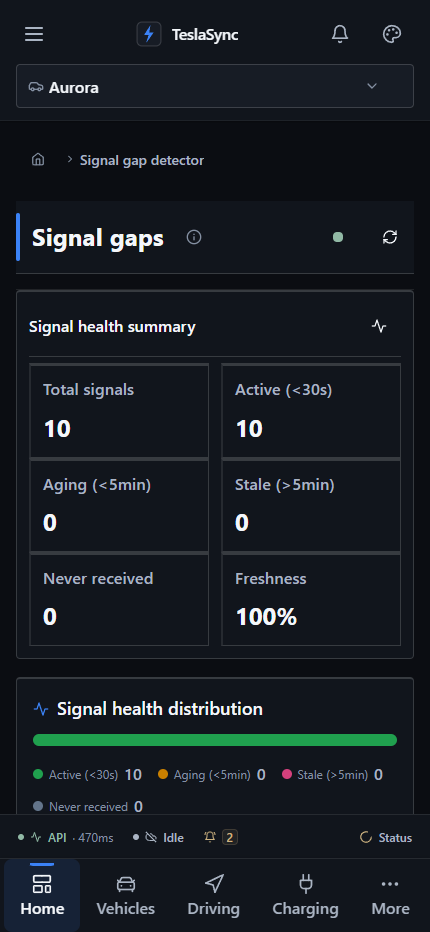 TeslaSync
Aurora
Signal gap detector
Signal gaps
Signal health summary
Total signals
10
Active (<30s)
10
Aging (<5min)
0
Stale (>5min)
0
Never received
0
Freshness
100%
Signal health distribution
Active (<30s) 10 Aging (<5min) 0 Stale (>5min) 0
Never received 0
API · 470ms Idle 2 Status
Home Vehicles Driving Charging More